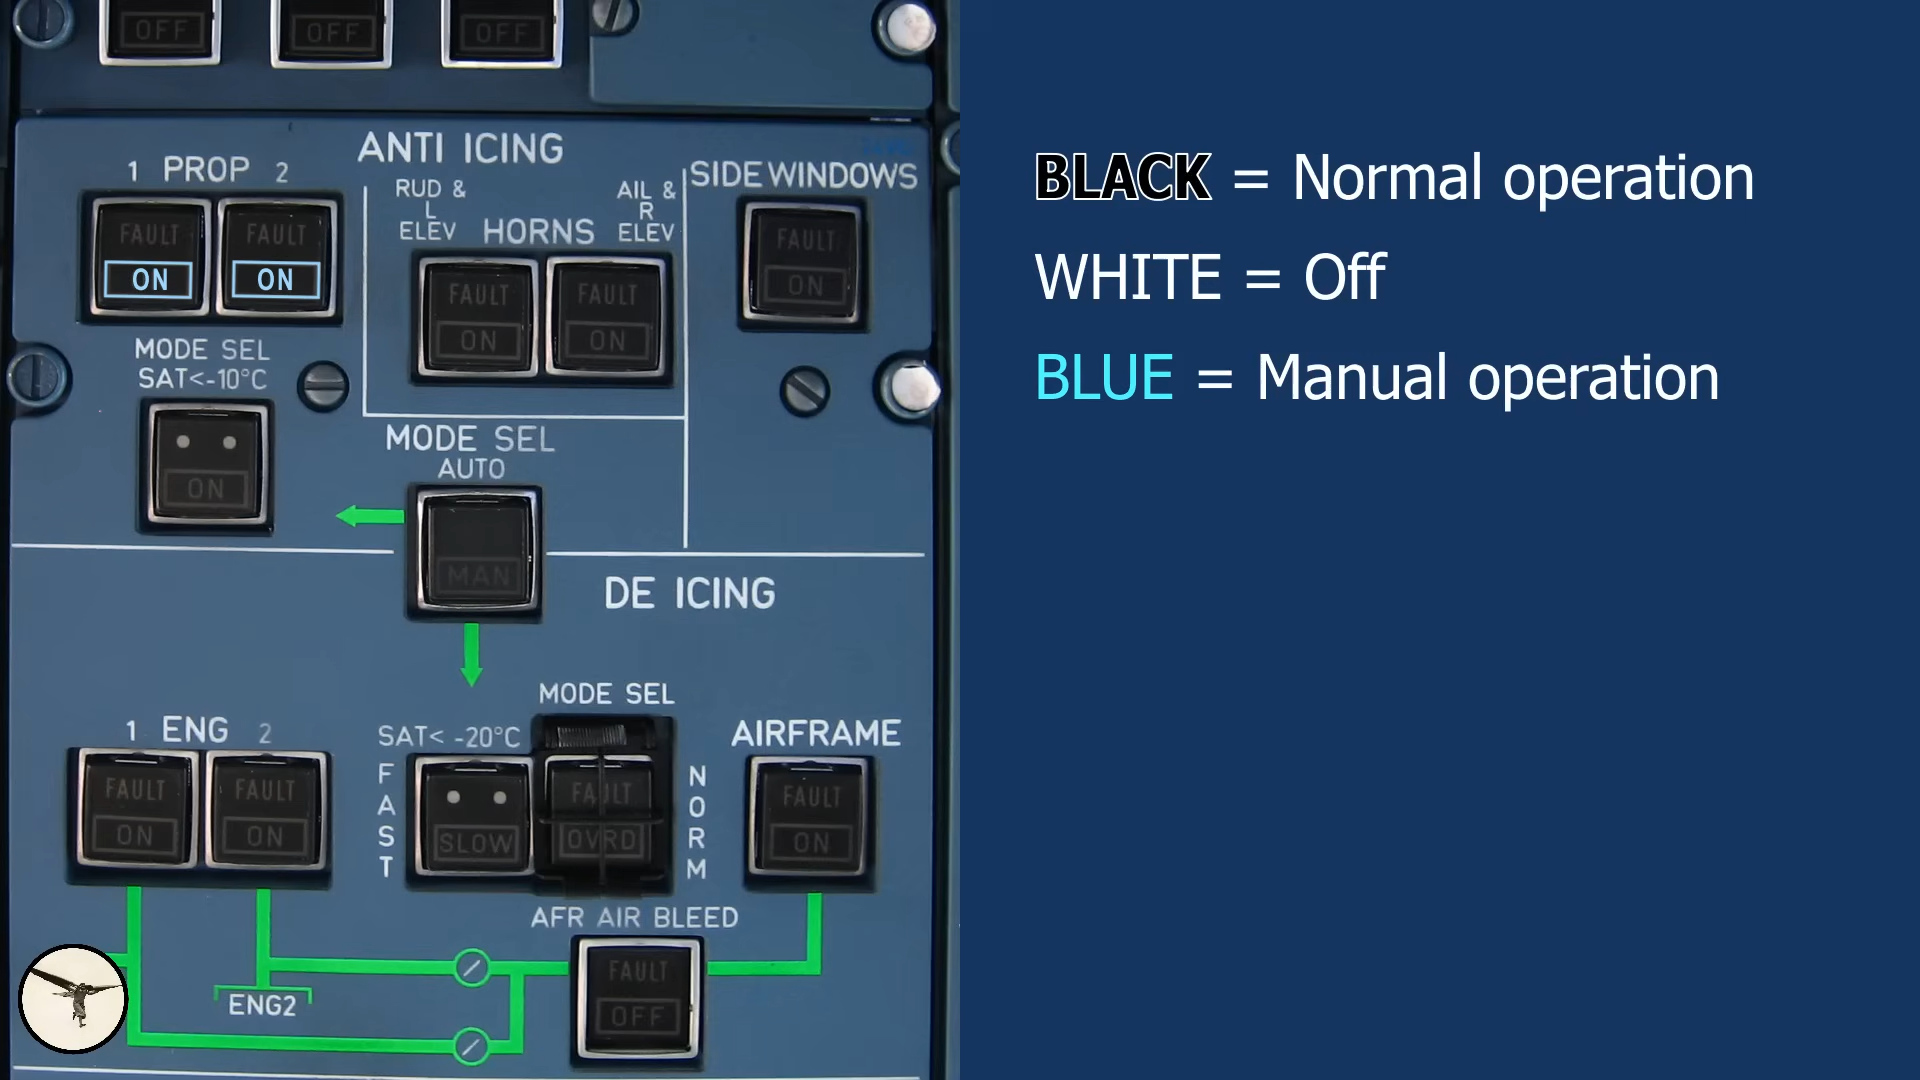 OFF OFF OFF
ANTI ICING
1 PROP 2
SIDE WINDOWS
RUD &
L
ELEV
HORNS
AIL &
R
ELEV
FAULT
ON
FAULT
ON
FAULT
ON
FAULT
ON
FAULT
ON
MODE SEL
SAT<-10°C
ON
MODE SEL
AUTO
MAN
DE ICING
1 ENG 2
FAULT
ON
FAULT
ON
SAT< -20°C
MODE SEL
FAST
SLOW
FAULT
OVRD
NORM
AIRFRAME
FAULT
ON
AFR AIR BLEED
FAULT
OFF
ENG2
BLACK = Normal operation
WHITE = Off
BLUE = Manual operation